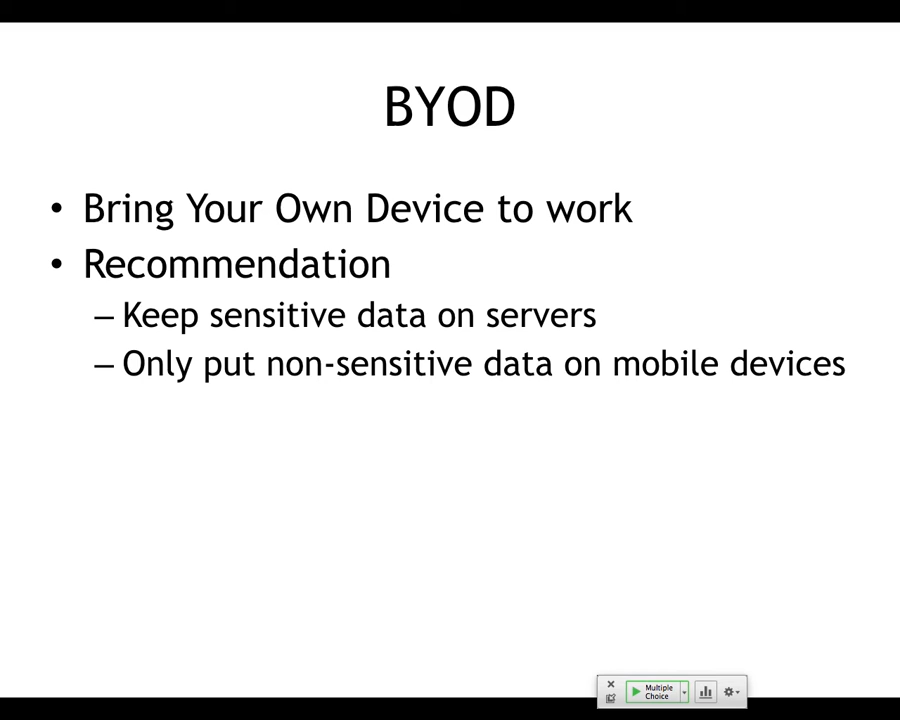 BYOD
• Bring Your Own Device to work
• Recommendation
– Keep sensitive data on servers
– Only put non-sensitive data on mobile devices
Multiple
Choice